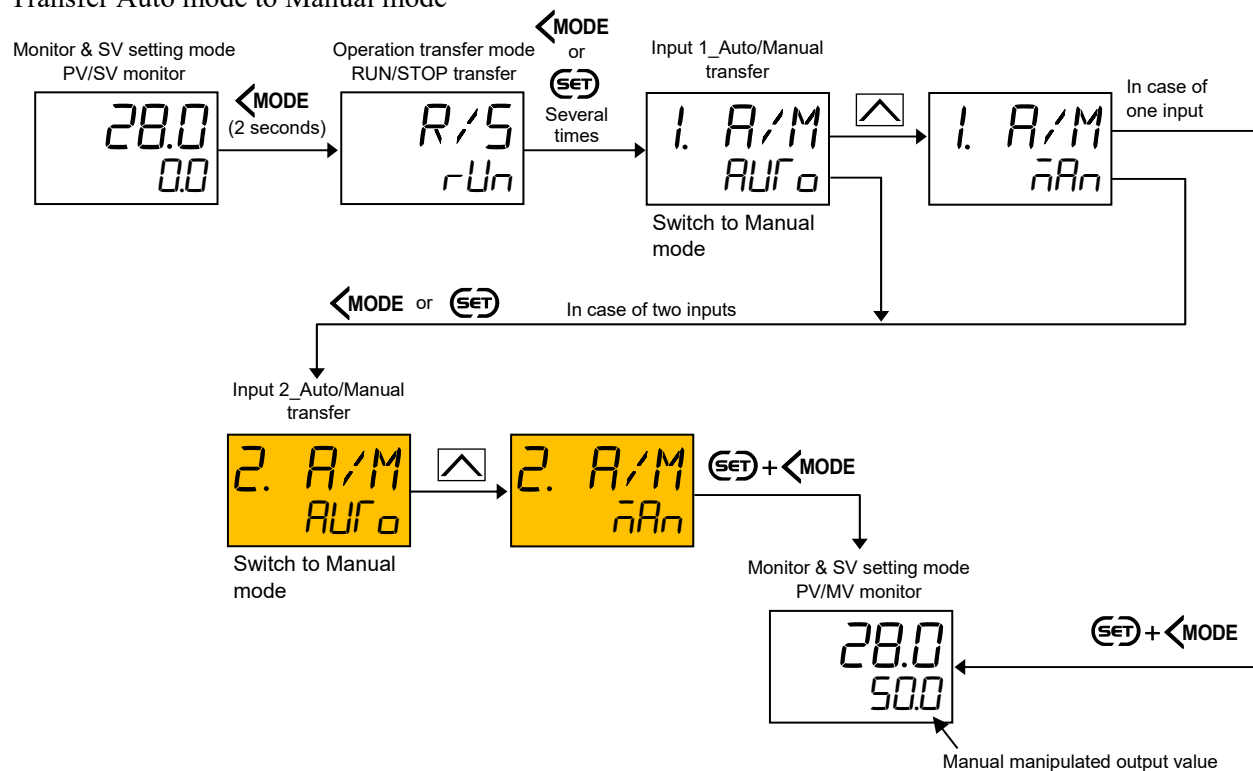 Transfer Auto mode to Manual mode
Monitor & SV setting mode
PV/SV monitor
28.0
0.0
<MODE
(2 seconds)
Operation transfer mode
RUN/STOP transfer
R/S
rUn
<MODE
or
SET
Several
times
Input 1_Auto/Manual
transfer
1. A/M
AUTo
Switch to Manual
mode
1. A/M
MAn
In case of
one input
<MODE or SET
In case of two inputs
Input 2_Auto/Manual
transfer
2. A/M
AUTo
Switch to Manual
mode
2. A/M
MAn
SET + <MODE
Monitor & SV setting mode
PV/MV monitor
28.0
50.0
SET + <MODE
Manual manipulated output value